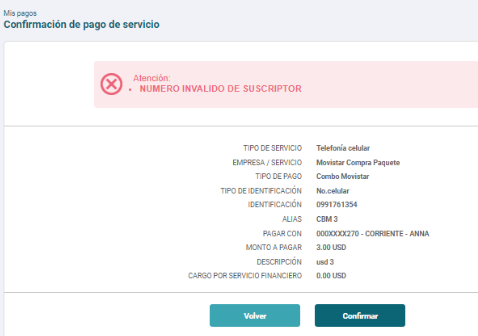 Mis pagos
Confirmación de pago de servicio
Atención:
• NUMERO INVALIDO DE SUSCRIPTOR
TIPO DE SERVICIO Telefonía celular
EMPRESA / SERVICIO Movistar Compra Paquete
TIPO DE PAGO Combo Movistar
TIPO DE IDENTIFICACIÓN No.celular
IDENTIFICACIÓN 0991761354
ALIAS CBM 3
PAGAR CON 000XXXX270 - CORRIENTE - ANNA
MONTO A PAGAR 3.00 USD
DESCRIPCIÓN usd 3
CARGO POR SERVICIO FINANCIERO 0.00 USD
Volver Confirmar